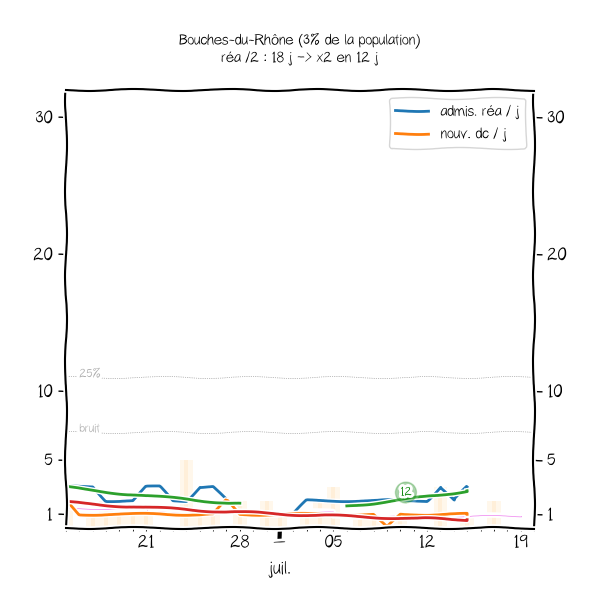 Bouches-du-Rhône (3% de la population)
réa /2 : 18 j -> x2 en 12 j
admis. réa / j
nouv. dc / j
30
30
20
20
25%
10
10
bruit
5
5
12
1
1
21
28
05
12
19
juil.